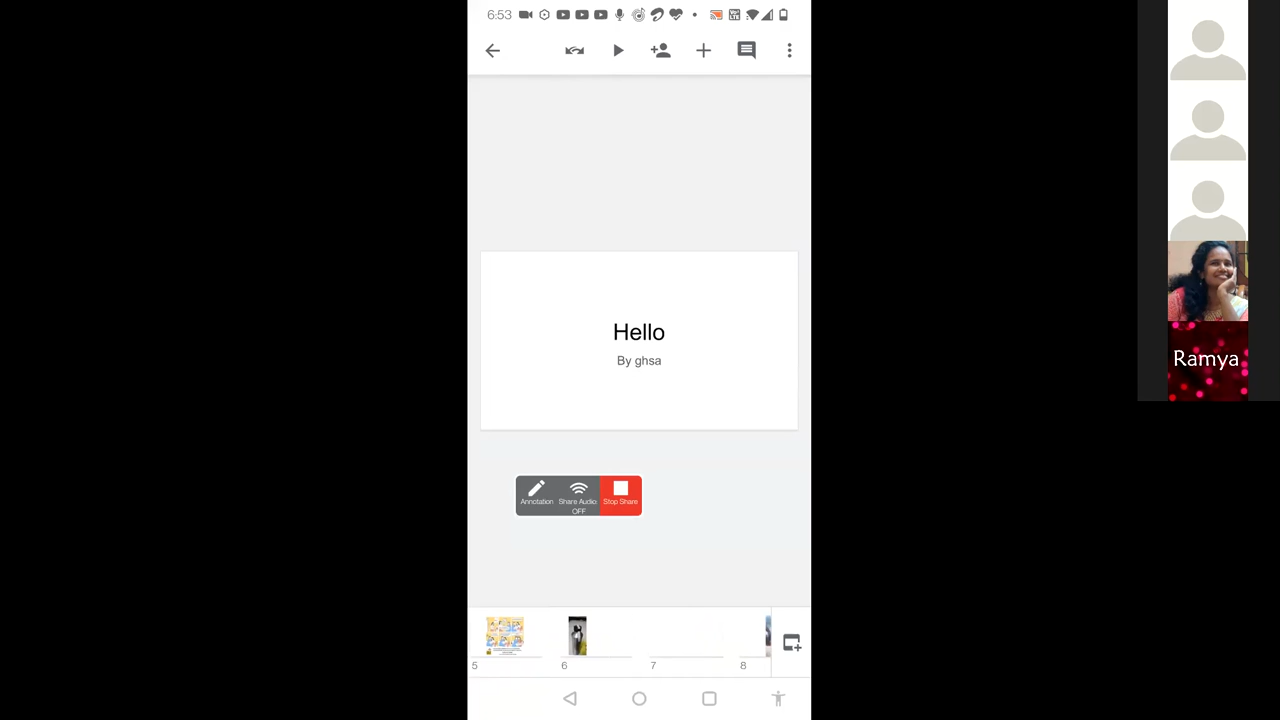 6:53
Hello
By ghsa
Annotation
Share Audio: OFF
Stop Share
5
6
7
8
Ramya